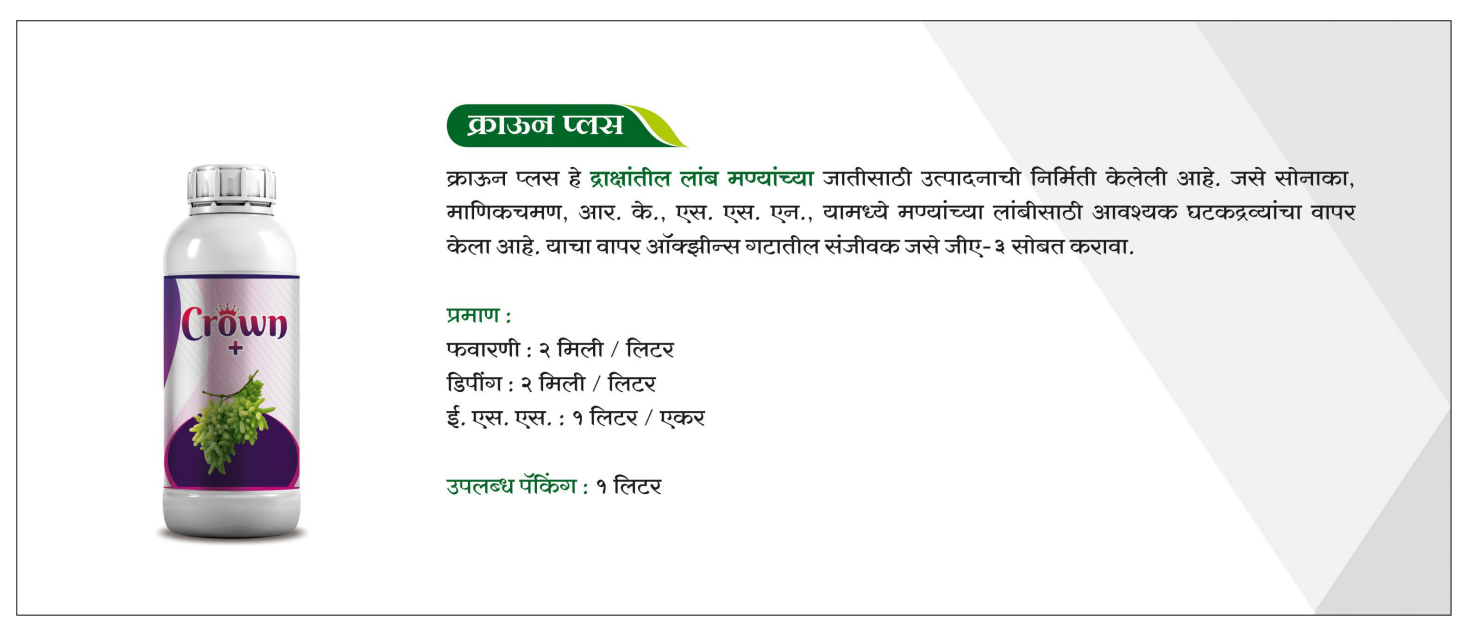 क्राऊन प्लस
क्राऊन प्लस हे द्राक्षांतील लांब मण्यांच्या जातीसाठी उत्पादनाची निर्मिती केलेली आहे. जसे सोनाका,
माणिकचमण, आर. के., एस. एस. एन., यामध्ये मण्यांच्या लांबीसाठी आवश्यक घटकद्रव्यांचा वापर
केला आहे. याचा वापर ऑक्झीन्स गटातील संजीवक जसे जीए-३ सोबत करावा.
प्रमाण :
फवारणी : २ मिली / लिटर
डिपींग : २ मिली / लिटर
ई. एस. एस. : १ लिटर / एकर
उपलब्ध पॅकिंग : १ लिटर
Crown
+